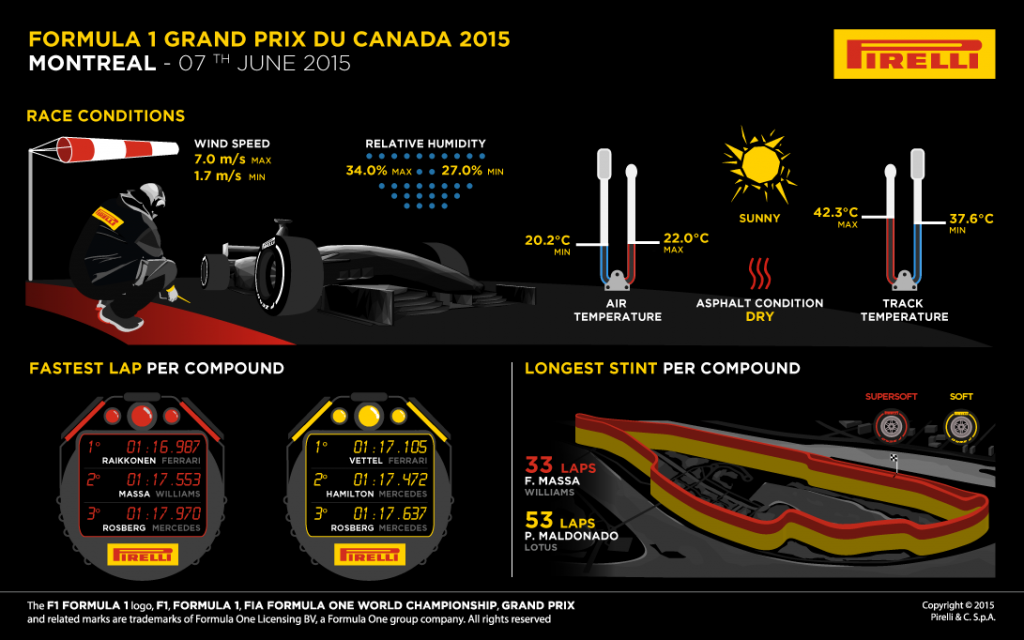 FORMULA 1 GRAND PRIX DU CANADA 2015
MONTREAL - 07 TH JUNE 2015
PIRELLI
RACE CONDITIONS
WIND SPEED
7.0 m/s MAX
1.7 m/s MIN
RELATIVE HUMIDITY
34.0% MAX 27.0% MIN
PIRELLI
PIRELLI
20.2°C
MIN
22.0°C
MAX
AIR
TEMPERATURE
SUNNY
ASPHALT CONDITION
DRY
42.3°C
MAX
37.6°C
MIN
TRACK
TEMPERATURE
FASTEST LAP PER COMPOUND
1° 01:16.987
RAIKKONEN FERRARI
2° 01:17.553
MASSA WILLIAMS
3° 01:17.970
ROSBERG MERCEDES
PIRELLI
1° 01:17.105
VETTEL FERRARI
2° 01:17.472
HAMILTON MERCEDES
3° 01:17.637
ROSBERG MERCEDES
PIRELLI
LONGEST STINT PER COMPOUND
SUPERSOFT
SOFT
33 LAPS
F. MASSA
WILLIAMS
53 LAPS
P. MALDONADO
LOTUS
The F1 FORMULA 1 logo, F1, FORMULA 1, FIA FORMULA ONE WORLD CHAMPIONSHIP, GRAND PRIX
and related marks are trademarks of Formula One Licensing BV, a Formula One group company. All rights reserved
Copyright © 2015
Pirelli & C. S.p.A.